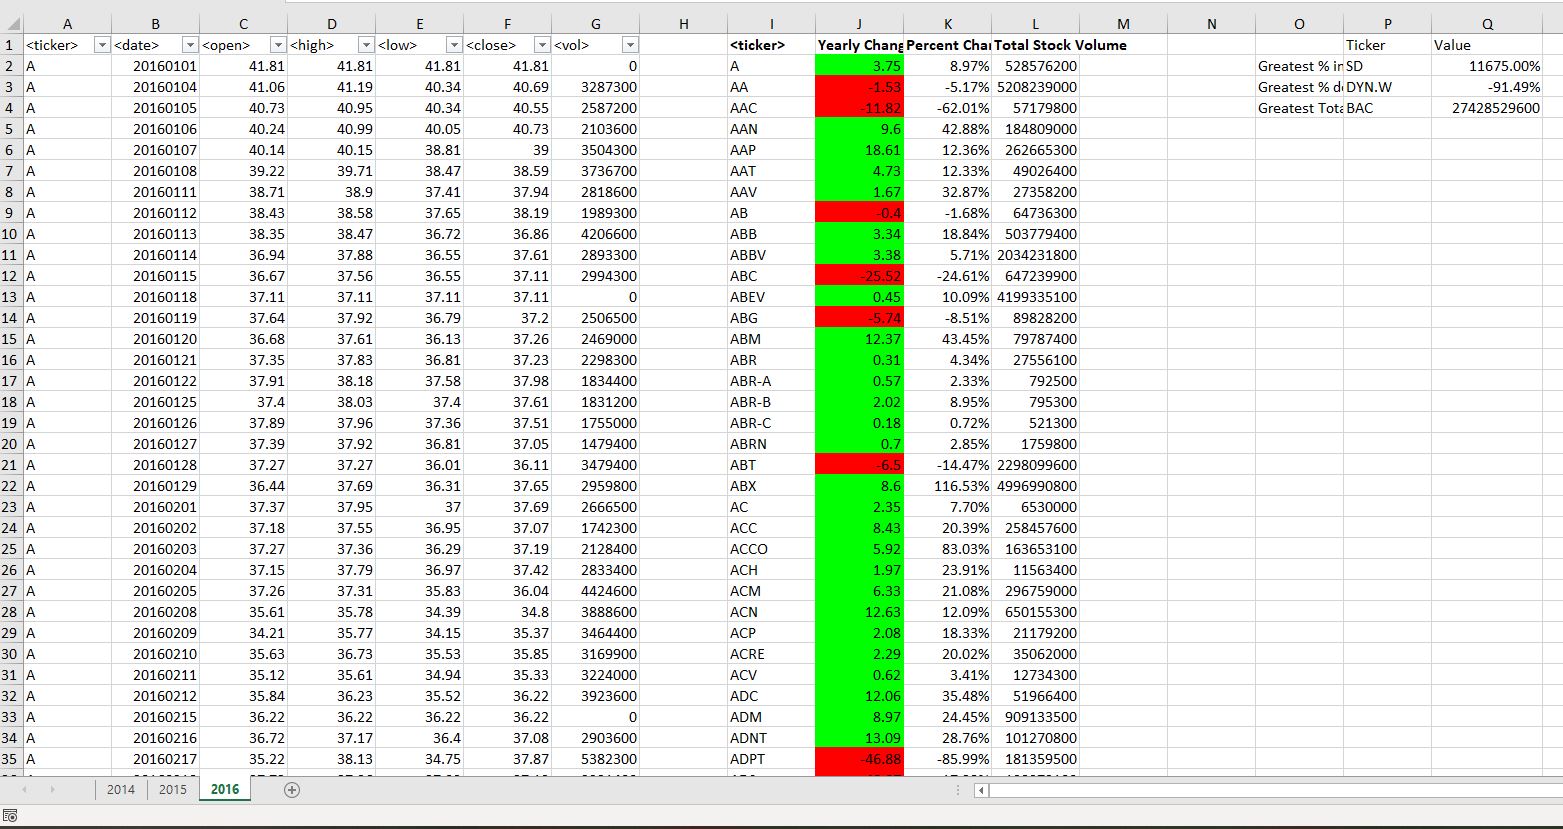 A B C D E F G H I J K L M N O P Q
1 <ticker> <date> <open> <high> <low> <close> <vol> <ticker> Yearly Chang Percent Cha Total Stock Volume Ticker Value
2 A 20160101 41.81 41.81 41.81 41.81 0 A 3.75 8.97% 528576200 Greatest % in SD 11675.00%
3 A 20160104 41.06 41.19 40.34 40.69 3287300 AA -1.53 -5.17% 5208239000 Greatest % d DYN.W -91.49%
4 A 20160105 40.73 40.95 40.34 40.55 2587200 AAC -11.82 -62.01% 57179800 Greatest Tota BAC 27428529600
5 A 20160106 40.24 40.99 40.05 40.73 2103600 AAN 9.6 42.88% 184809000
6 A 20160107 40.14 40.15 38.81 39 3504300 AAP 18.61 12.36% 262665300
7 A 20160108 39.22 39.71 38.47 38.59 3736700 AAT 4.73 12.33% 49026400
8 A 20160111 38.71 38.9 37.41 37.94 2818600 AAV 1.67 32.87% 27358200
9 A 20160112 38.43 38.58 37.65 38.19 1989300 AB -0.4 -1.68% 64736300
10 A 20160113 38.35 38.47 36.72 36.86 4206600 ABB 3.34 18.84% 503779400
11 A 20160114 36.94 37.88 36.55 37.61 2893300 ABBV 3.38 5.71% 2034231800
12 A 20160115 36.67 37.56 36.55 37.11 2994300 ABC -25.52 -24.61% 647239900
13 A 20160118 37.11 37.11 37.11 37.11 0 ABEV 0.45 10.09% 4199335100
14 A 20160119 37.64 37.92 36.79 37.2 2506500 ABG -5.74 -8.51% 89828200
15 A 20160120 36.68 37.61 36.13 37.26 2469000 ABM 12.37 43.45% 79787400
16 A 20160121 37.35 37.83 36.81 37.23 2298300 ABR 0.31 4.34% 27556100
17 A 20160122 37.91 38.18 37.58 37.98 1834400 ABR-A 0.57 2.33% 792500
18 A 20160125 37.4 38.03 37.4 37.61 1831200 ABR-B 2.02 8.95% 795300
19 A 20160126 37.89 37.96 37.36 37.51 1755000 ABR-C 0.18 0.72% 521300
20 A 20160127 37.39 37.92 36.81 37.05 1479400 ABRN 0.7 2.85% 1759800
21 A 20160128 37.27 37.27 36.01 36.11 3479400 ABT -6.5 -14.47% 2298099600
22 A 20160129 36.44 37.69 36.31 37.65 2959800 ABX 8.6 116.53% 4996990800
23 A 20160201 37.37 37.95 37 37.69 2666500 AC 2.35 7.70% 6530000
24 A 20160202 37.18 37.55 36.95 37.07 1742300 ACC 8.43 20.39% 258457600
25 A 20160203 37.27 37.36 36.29 37.19 2128400 ACCO 5.92 83.03% 163653100
26 A 20160204 37.15 37.79 36.97 37.42 2833400 ACH 1.97 23.91% 11563400
27 A 20160205 37.26 37.31 35.83 36.04 4424600 ACM 6.33 21.08% 296759000
28 A 20160208 35.61 35.78 34.39 34.8 3888600 ACN 12.63 12.09% 650155300
29 A 20160209 34.21 35.77 34.15 35.37 3464400 ACP 2.08 18.33% 21179200
30 A 20160210 35.63 36.73 35.53 35.85 3169900 ACRE 2.29 20.02% 35062000
31 A 20160211 35.12 35.61 34.94 35.33 3224000 ACV 0.62 3.41% 12734300
32 A 20160212 35.84 36.23 35.52 36.22 3923600 ADC 12.06 35.48% 51966400
33 A 20160215 36.22 36.22 36.22 36.22 0 ADM 8.97 24.45% 909133500
34 A 20160216 36.72 37.17 36.4 37.08 2903600 ADNT 13.09 28.76% 101270800
35 A 20160217 35.22 38.13 34.75 37.87 5382300 ADPT -46.88 -85.99% 181359500
2014 2015 2016